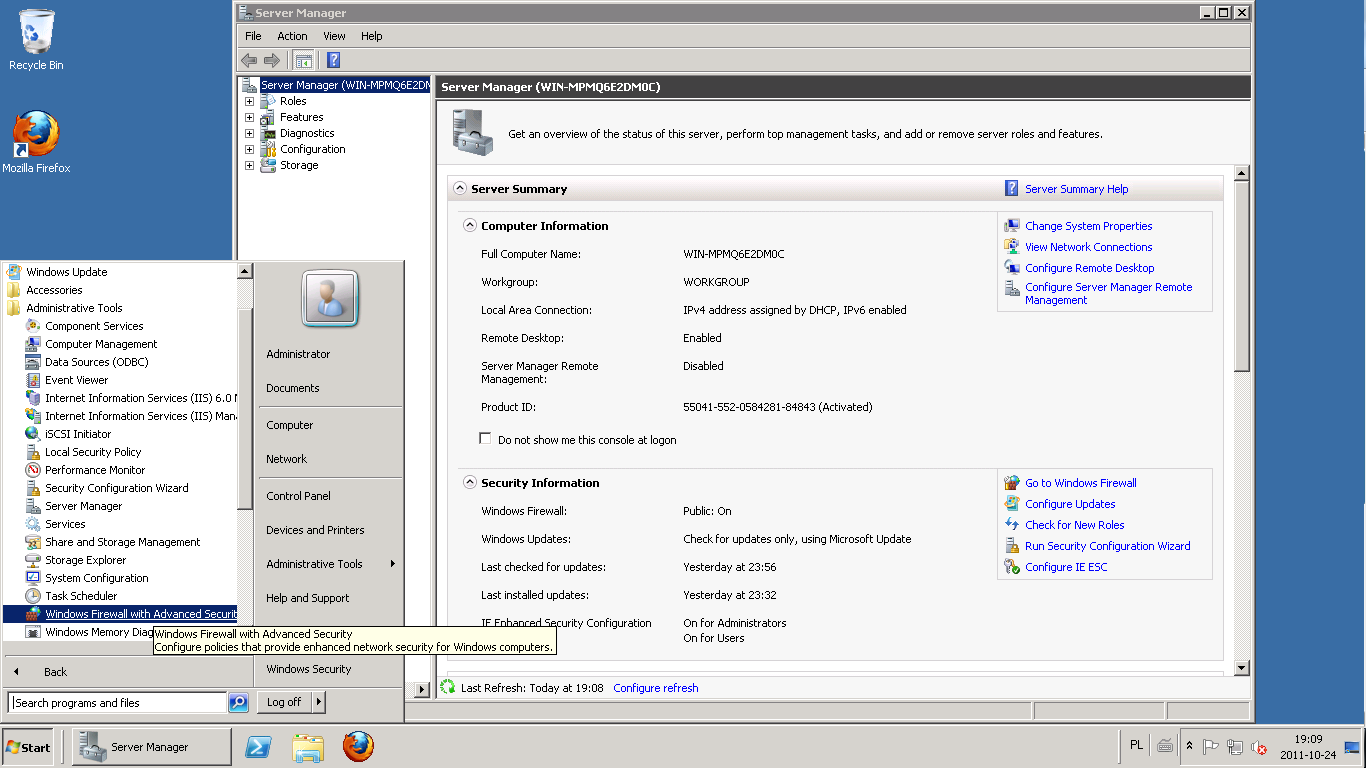 Recycle Bin
Mozilla Firefox
Server Manager
File Action View Help
Server Manager (WIN-MPMQ6E2DM
Roles
Features
Diagnostics
Configuration
Storage
Server Manager (WIN-MPMQ6E2DM0C)
Get an overview of the status of this server, perform top management tasks, and add or remove server roles and features.
Server Summary
Server Summary Help
Computer Information
Full Computer Name: WIN-MPMQ6E2DM0C
Workgroup: WORKGROUP
Local Area Connection: IPv4 address assigned by DHCP, IPv6 enabled
Remote Desktop: Enabled
Server Manager Remote
Management:
Disabled
Product ID: 55041-552-0584281-84843 (Activated)
Do not show me this console at logon
Change System Properties
View Network Connections
Configure Remote Desktop
Configure Server Manager Remote
Management
Security Information
Windows Firewall: Public: On
Windows Updates: Check for updates only, using Microsoft Update
Last checked for updates: Yesterday at 23:56
Last installed updates: Yesterday at 23:32
IE Enhanced Security Configuration On for Administrators
On for Users
Go to Windows Firewall
Configure Updates
Check for New Roles
Run Security Configuration Wizard
Configure IE ESC
Last Refresh: Today at 19:08 Configure refresh
Windows Update
Accessories
Administrative Tools
Component Services
Computer Management
Data Sources (ODBC)
Event Viewer
Internet Information Services (IIS) 6.0 M
Internet Information Services (IIS) Mana
iSCSI Initiator
Local Security Policy
Performance Monitor
Security Configuration Wizard
Server Manager
Services
Share and Storage Management
Storage Explorer
System Configuration
Task Scheduler
Windows Firewall with Advanced Securit
Windows Memory Diag
Windows Firewall with Advanced Security
Configure policies that provide enhanced network security for Windows computers.
Back
Search programs and files
Administrator
Documents
Computer
Network
Control Panel
Devices and Printers
Administrative Tools
Help and Support
Windows Security
Log off
Start
Server Manager
PL
19:09
2011-10-24